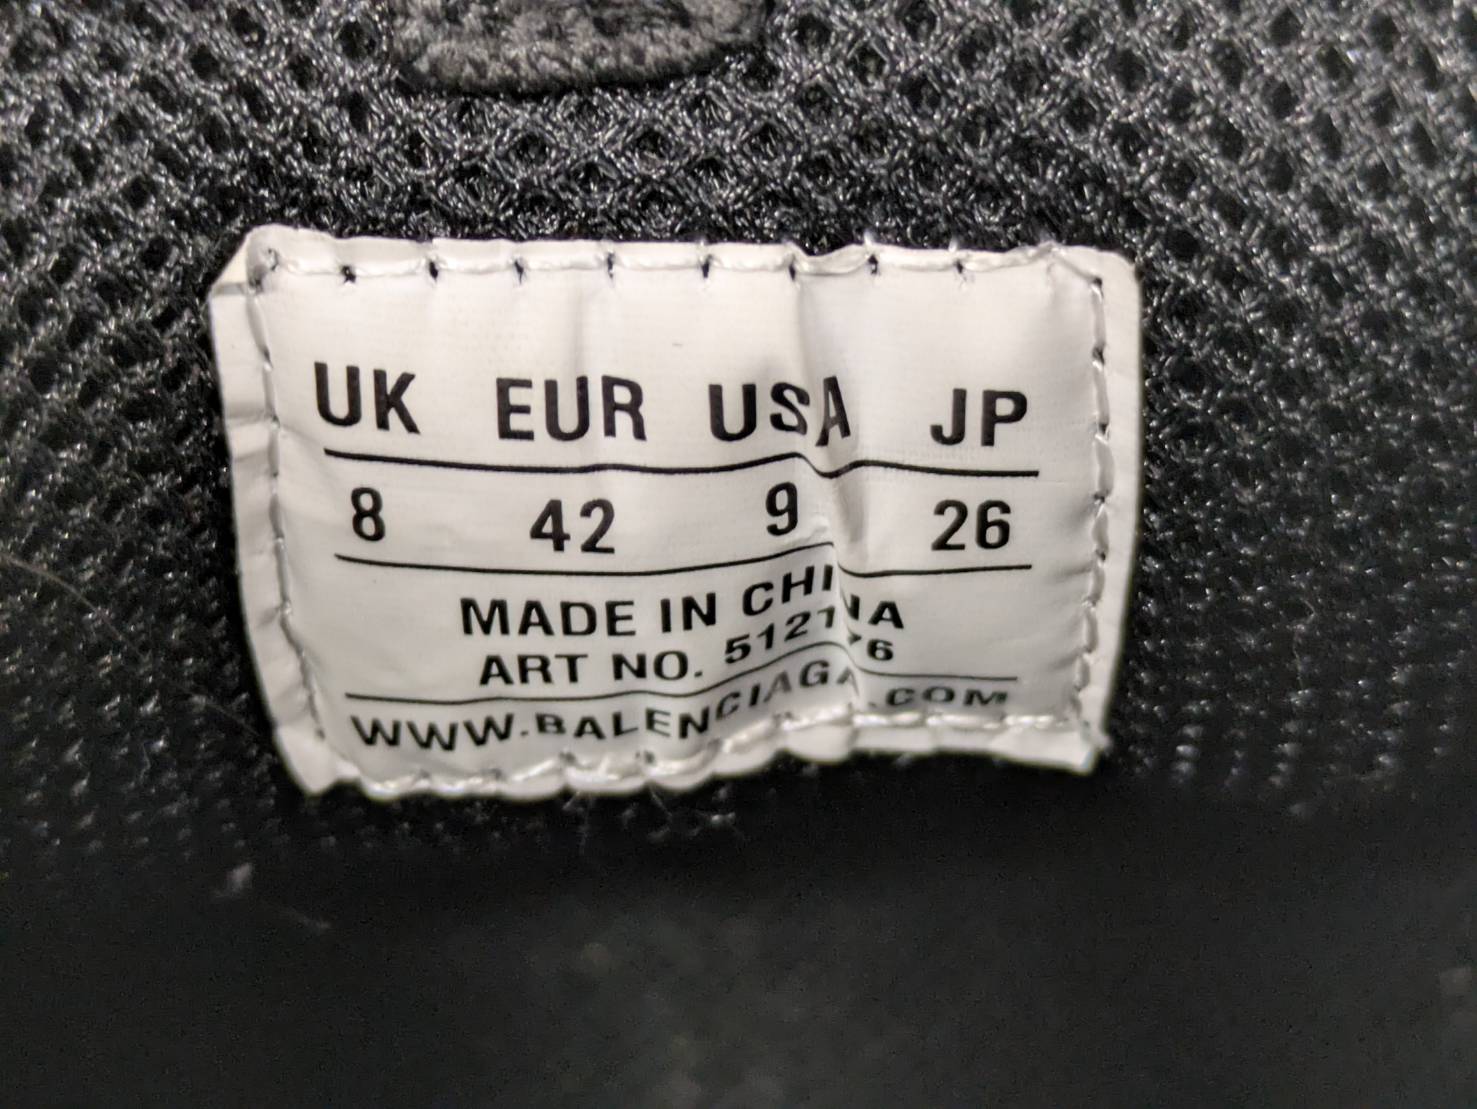 UK EUR USA JP
8 42 9 26
MADE IN CHINA
ART NO.
WWW.BALENCIAGA.COM